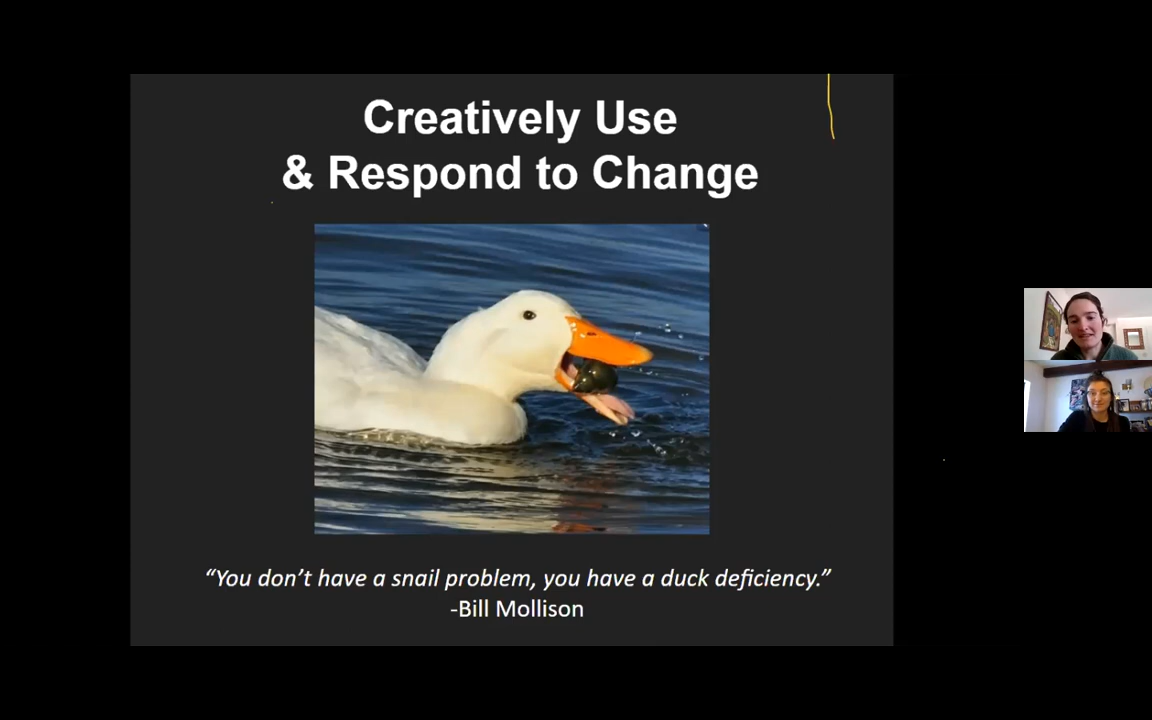 Creatively Use
& Respond to Change
“You don’t have a snail problem, you have a duck deficiency.”
-Bill Mollison